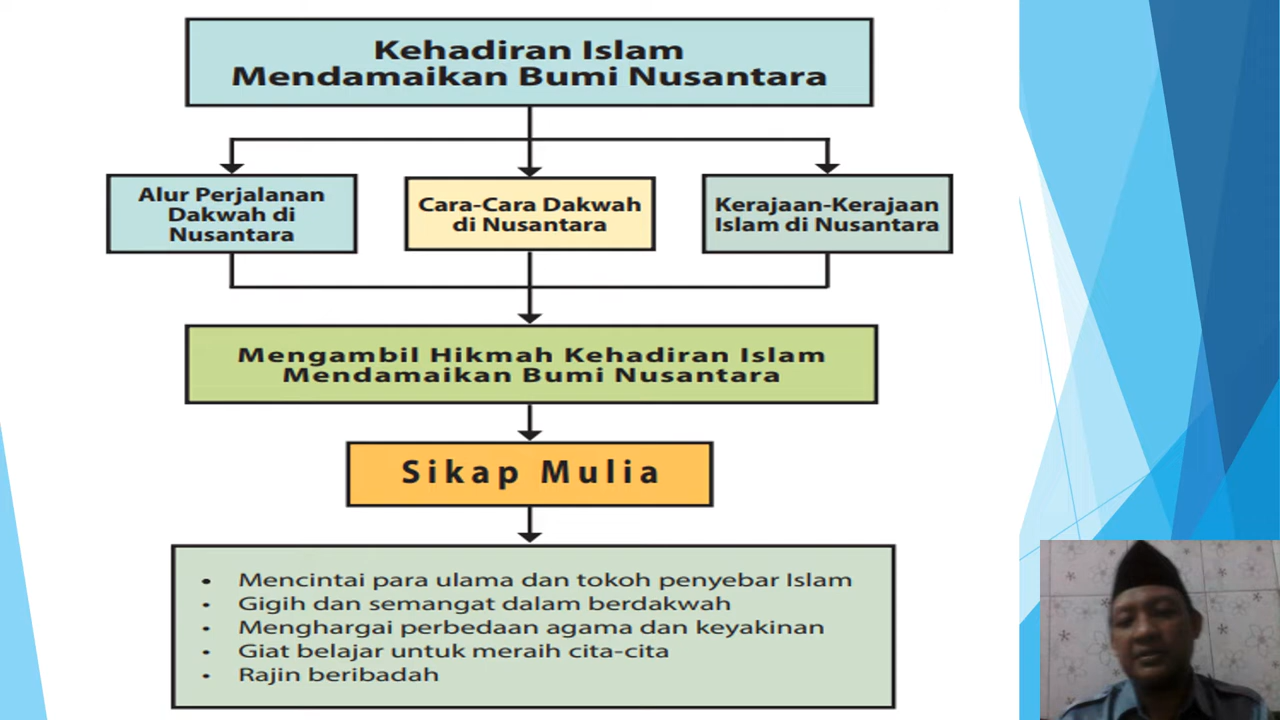 Kehadiran Islam
Mendamaikan Bumi Nusantara
Alur Perjalanan
Dakwah di
Nusantara
Cara-Cara Dakwah
di Nusantara
Kerajaan-Kerajaan
Islam di Nusantara
Mengambil Hikmah Kehadiran Islam
Mendamaikan Bumi Nusantara
Sikap Mulia
• Mencintai para ulama dan tokoh penyebar Islam
• Gigih dan semangat dalam berdakwah
• Menghargai perbedaan agama dan keyakinan
• Giat belajar untuk meraih cita-cita
• Rajin beribadah